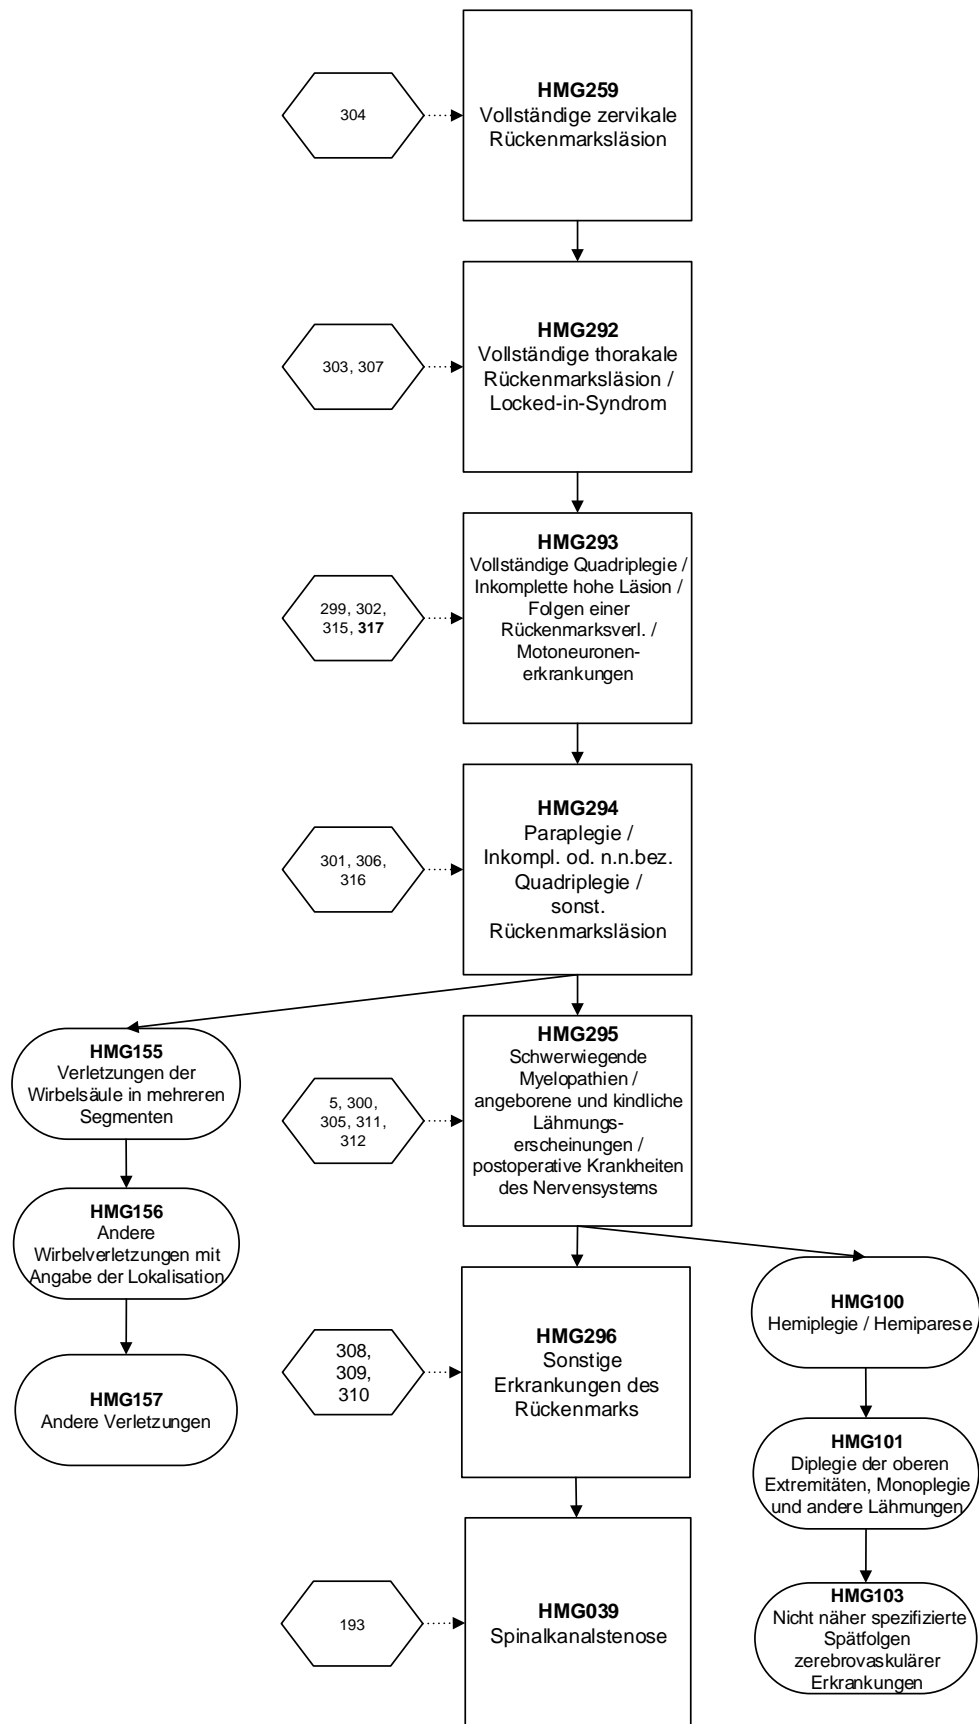 304
HMG259
Vollständige zervikale
Rückenmarksläsion
303, 307
HMG292
Vollständige thorakale
Rückenmarksläsion /
Locked-in-Syndrom
299, 302,
315, 317
HMG293
Vollständige Quadriplegie /
Inkomplette hohe Läsion /
Folgen einer
Rückenmarksverl. /
Motoneuronen-
erkrankungen
301, 306,
316
HMG294
Paraplegie /
Inkompl. od. n.n.bez.
Quadriplegie /
sonst.
Rückenmarksläsion
HMG155
Verletzungen der
Wirbelsäule in mehreren
Segmenten
5, 300,
305, 311,
312
HMG295
Schwerwiegende
Myelopathien /
angeborene und kindliche
Lähmungs-
erscheinungen /
postoperative Krankheiten
des Nervensystems
HMG156
Andere
Wirbelverletzungen mit
Angabe der Lokalisation
HMG157
Andere Verletzungen
308,
309,
310
HMG296
Sonstige
Erkrankungen des
Rückenmarks
HMG100
Hemiplegie / Hemiparese
HMG101
Diplegie der oberen
Extremitäten, Monoplegie
und andere Lähmungen
193
HMG039
Spinalkanalstenose
HMG103
Nicht näher spezifizierte
Spätfolgen
zerebrovaskulärer
Erkrankungen